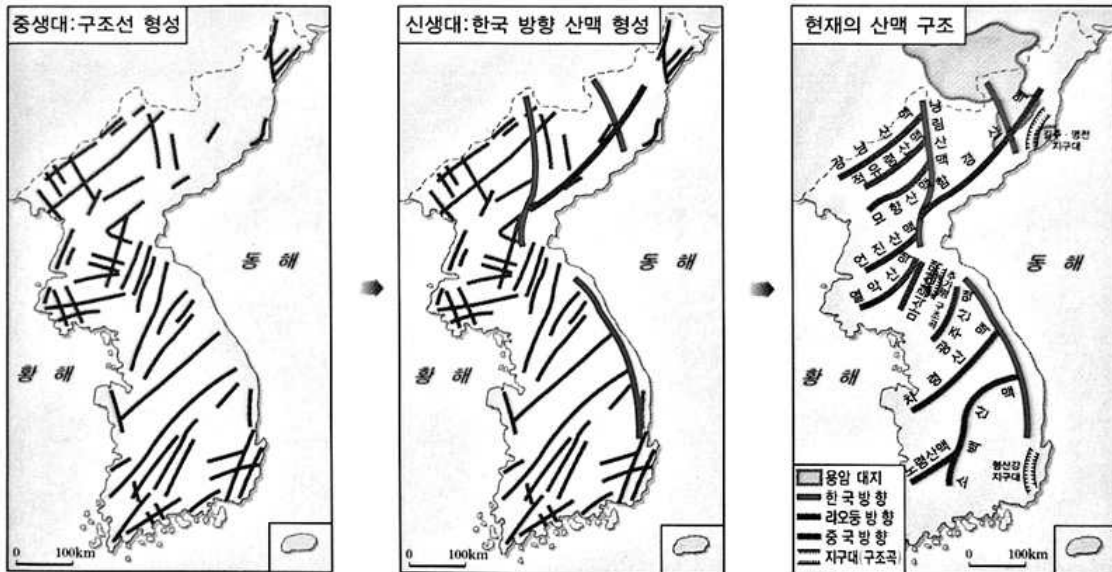 중생대:구조선 형성
동 해
황 해
0 100km
신생대:한국 방향 산맥 형성
동 해
황 해
0 100km
현재의 산맥 구조
강남산맥
적유령산맥
묘향산맥
낭림산맥
함경산맥
길주·명천
지구대
언진산맥
멸악산맥
마식령산맥
동 해
광주산맥
차령산맥
소백산맥
노령산맥
황 해
형산강
지구대
용암 대지
한국 방향
랴오둥 방향
중국 방향
지구대(구조곡)
0 100km